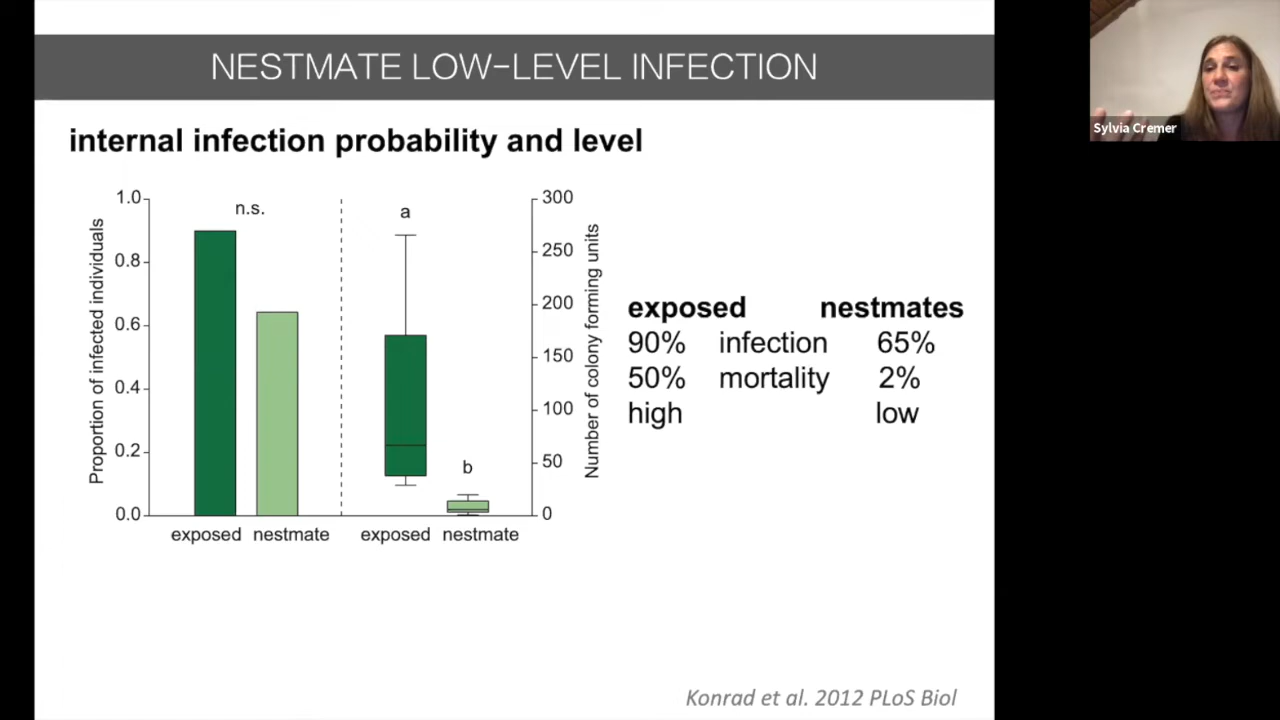 NESTMATE LOW-LEVEL INFECTION
Sylvia Cremer
internal infection probability and level
Proportion of infected individuals
1.0
0.8
0.6
0.4
0.2
0.0
n.s.
exposed nestmate
a
b
exposed nestmate
300
250
200
150
100
50
0
Number of colony forming units
exposed nestmates
90% infection 65%
50% mortality 2%
high low
Konrad et al. 2012 PLoS Biol